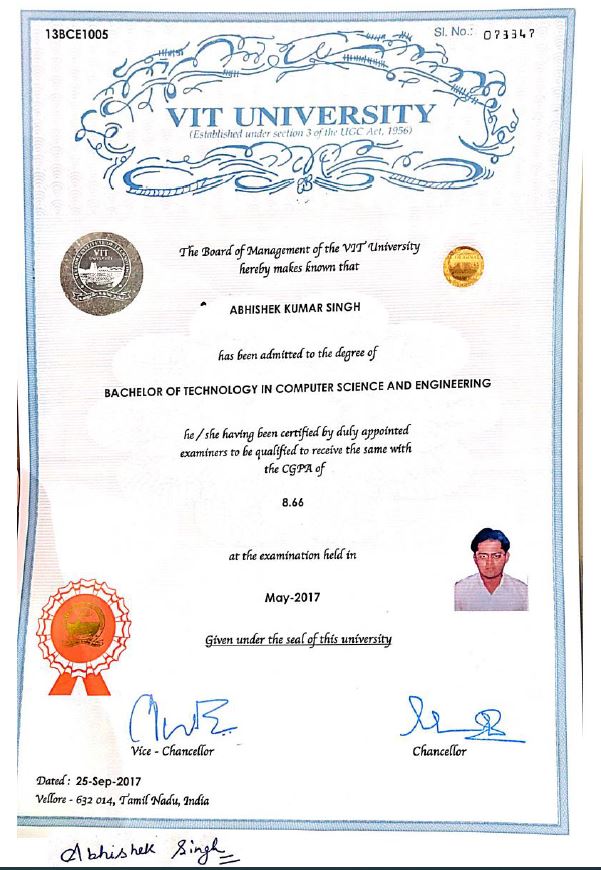 13BCE1005
Sl. No.: 073347
VIT UNIVERSITY
(Established under section 3 of the UGC Act, 1956)
The Board of Management of the VIT University
hereby makes known that
VIT
ABHISHEK KUMAR SINGH
has been admitted to the degree of
BACHELOR OF TECHNOLOGY IN COMPUTER SCIENCE AND ENGINEERING
he / she having been certified by duly appointed
examiners to be qualified to receive the same with
the CGPA of
8.66
at the examination held in
May-2017
Given under the seal of this university
Vice - Chancellor
Chancellor
Dated : 25-Sep-2017
Vellore - 632 014, Tamil Nadu, India
Abhishek Singh